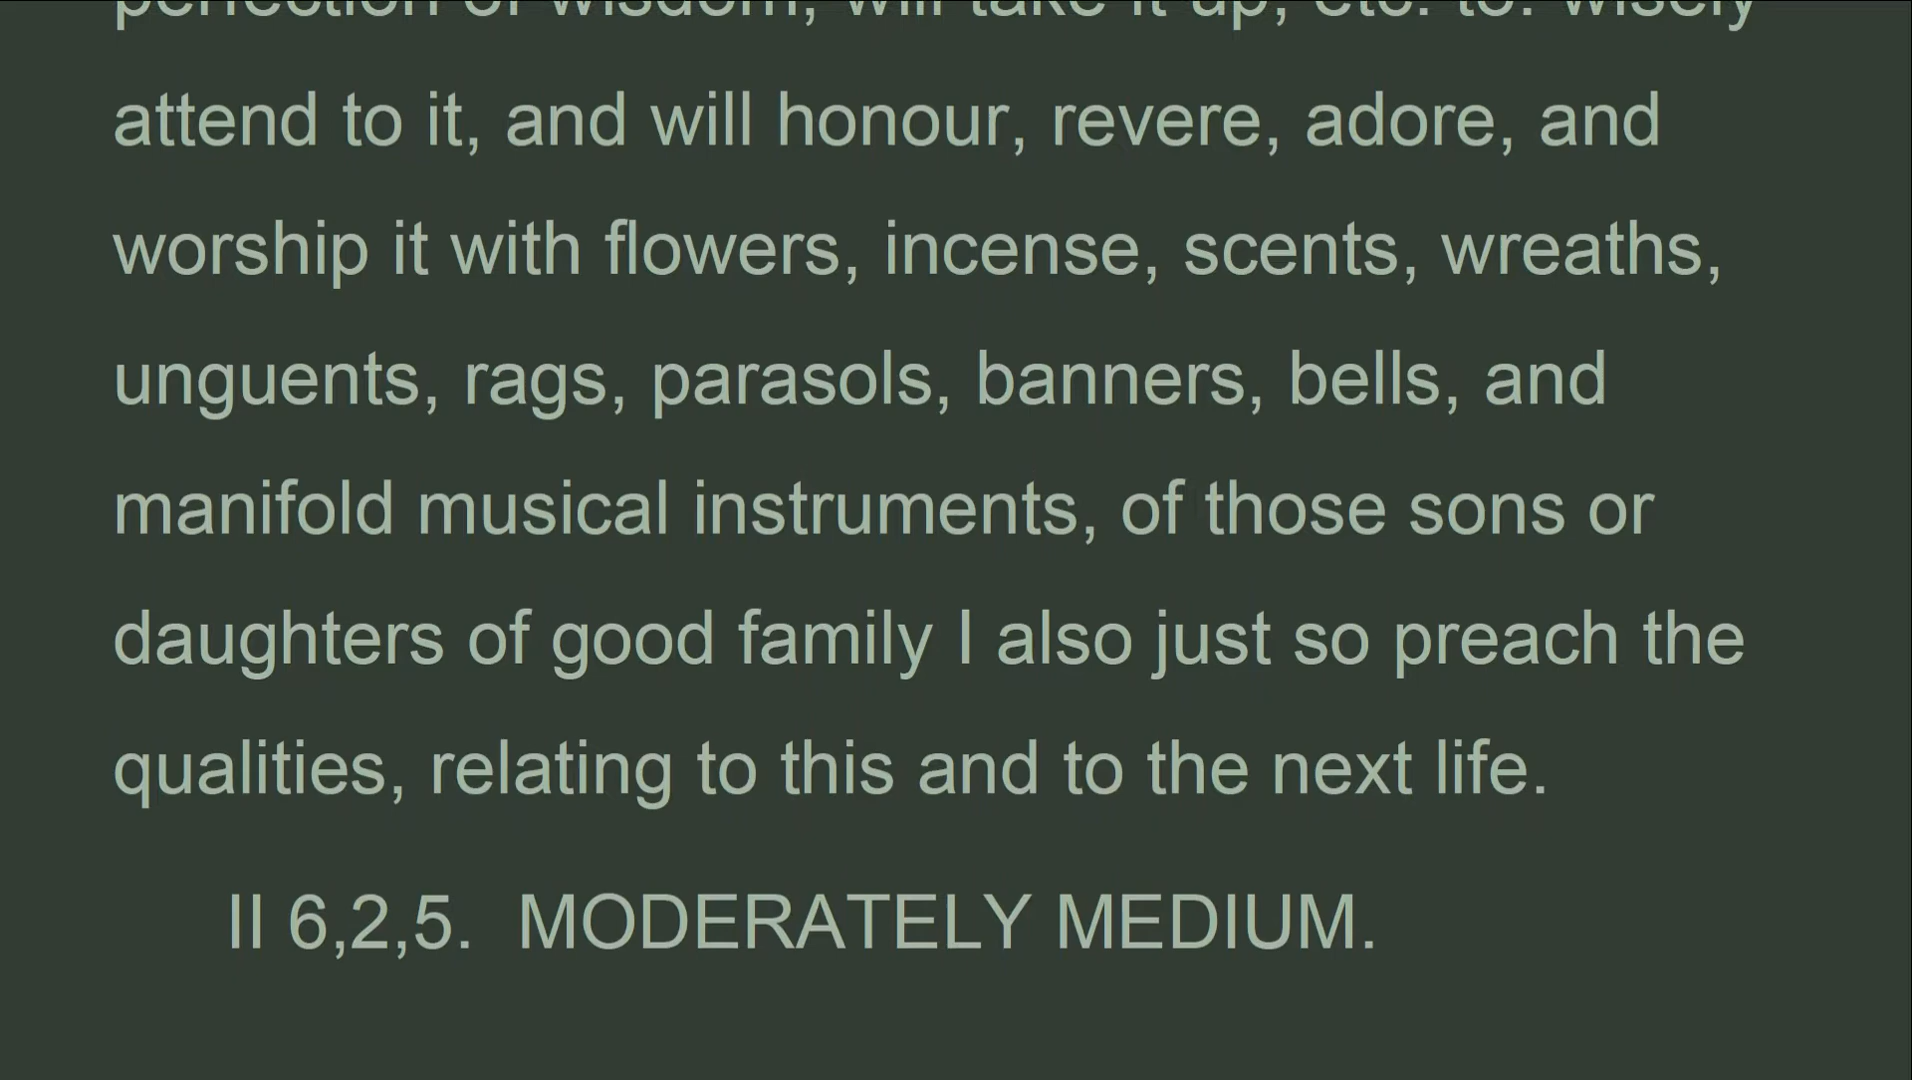 perfection of wisdom, will take it up, etc. to: wisely
attend to it, and will honour, revere, adore, and
worship it with flowers, incense, scents, wreaths,
unguents, rags, parasols, banners, bells, and
manifold musical instruments, of those sons or
daughters of good family I also just so preach the
qualities, relating to this and to the next life.
II 6,2,5. MODERATELY MEDIUM.